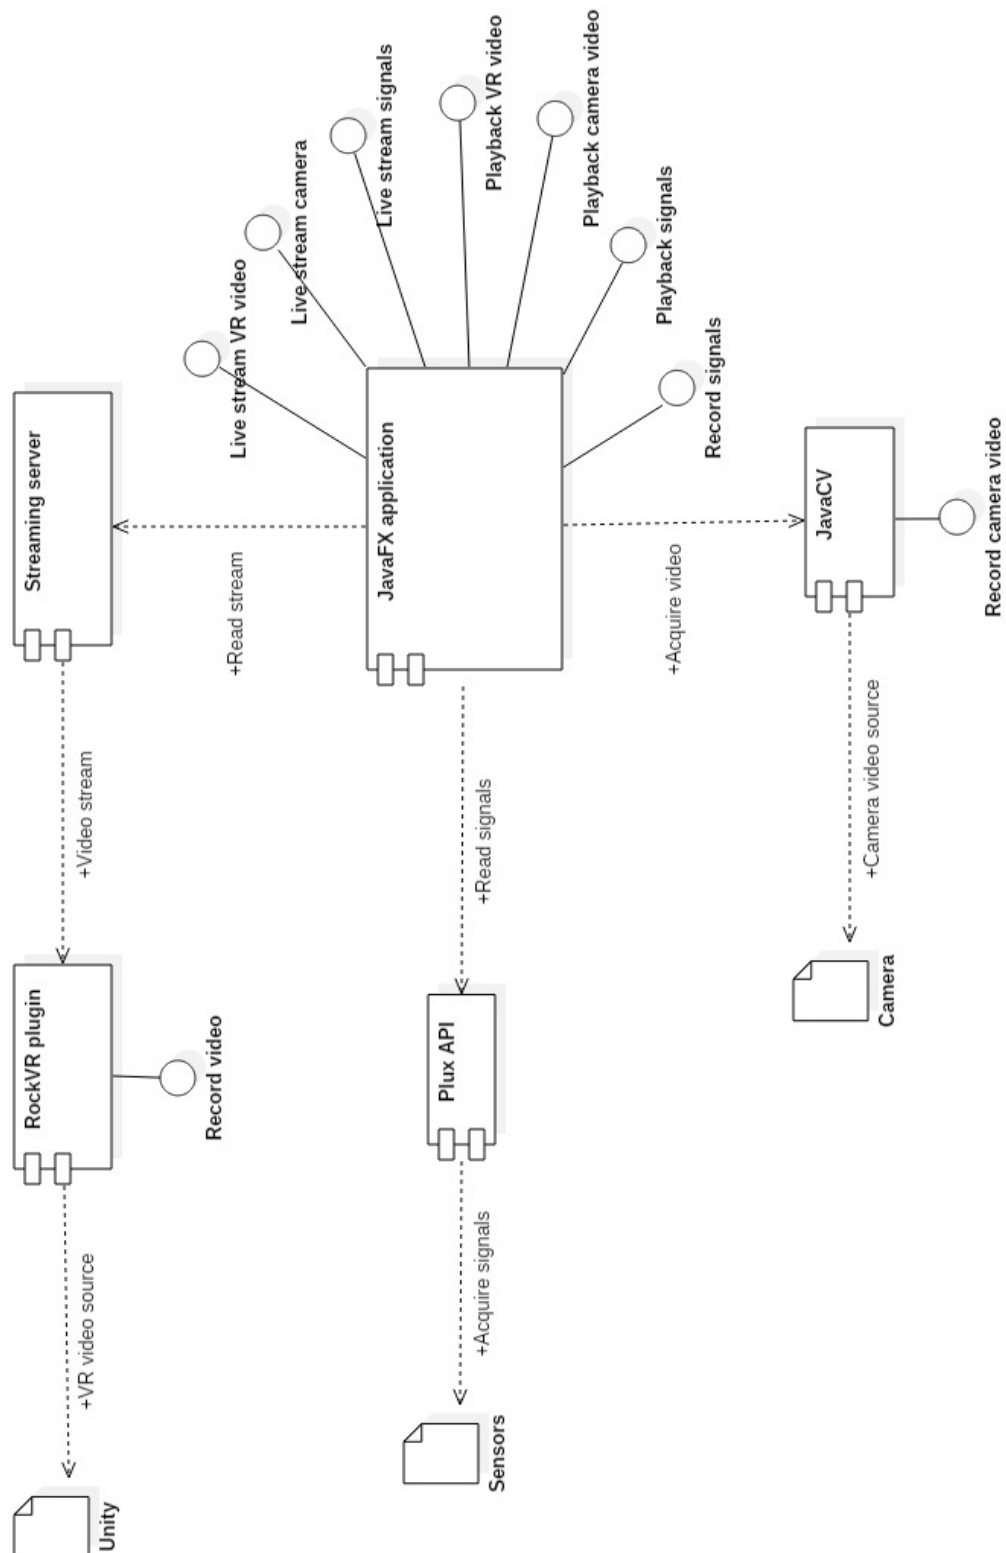 Streaming server
+Video stream
RockVR plugin
Record video
+VR video source
Unity
Live stream VR video
+Read stream
Live stream camera
Live stream signals
JavaFX application
Playback VR video
+Read signals
Plux API
+Acquire signals
Sensors
Playback camera video
Playback signals
Record signals
+Acquire video
JavaCV
+Camera video source
Camera
Record camera video